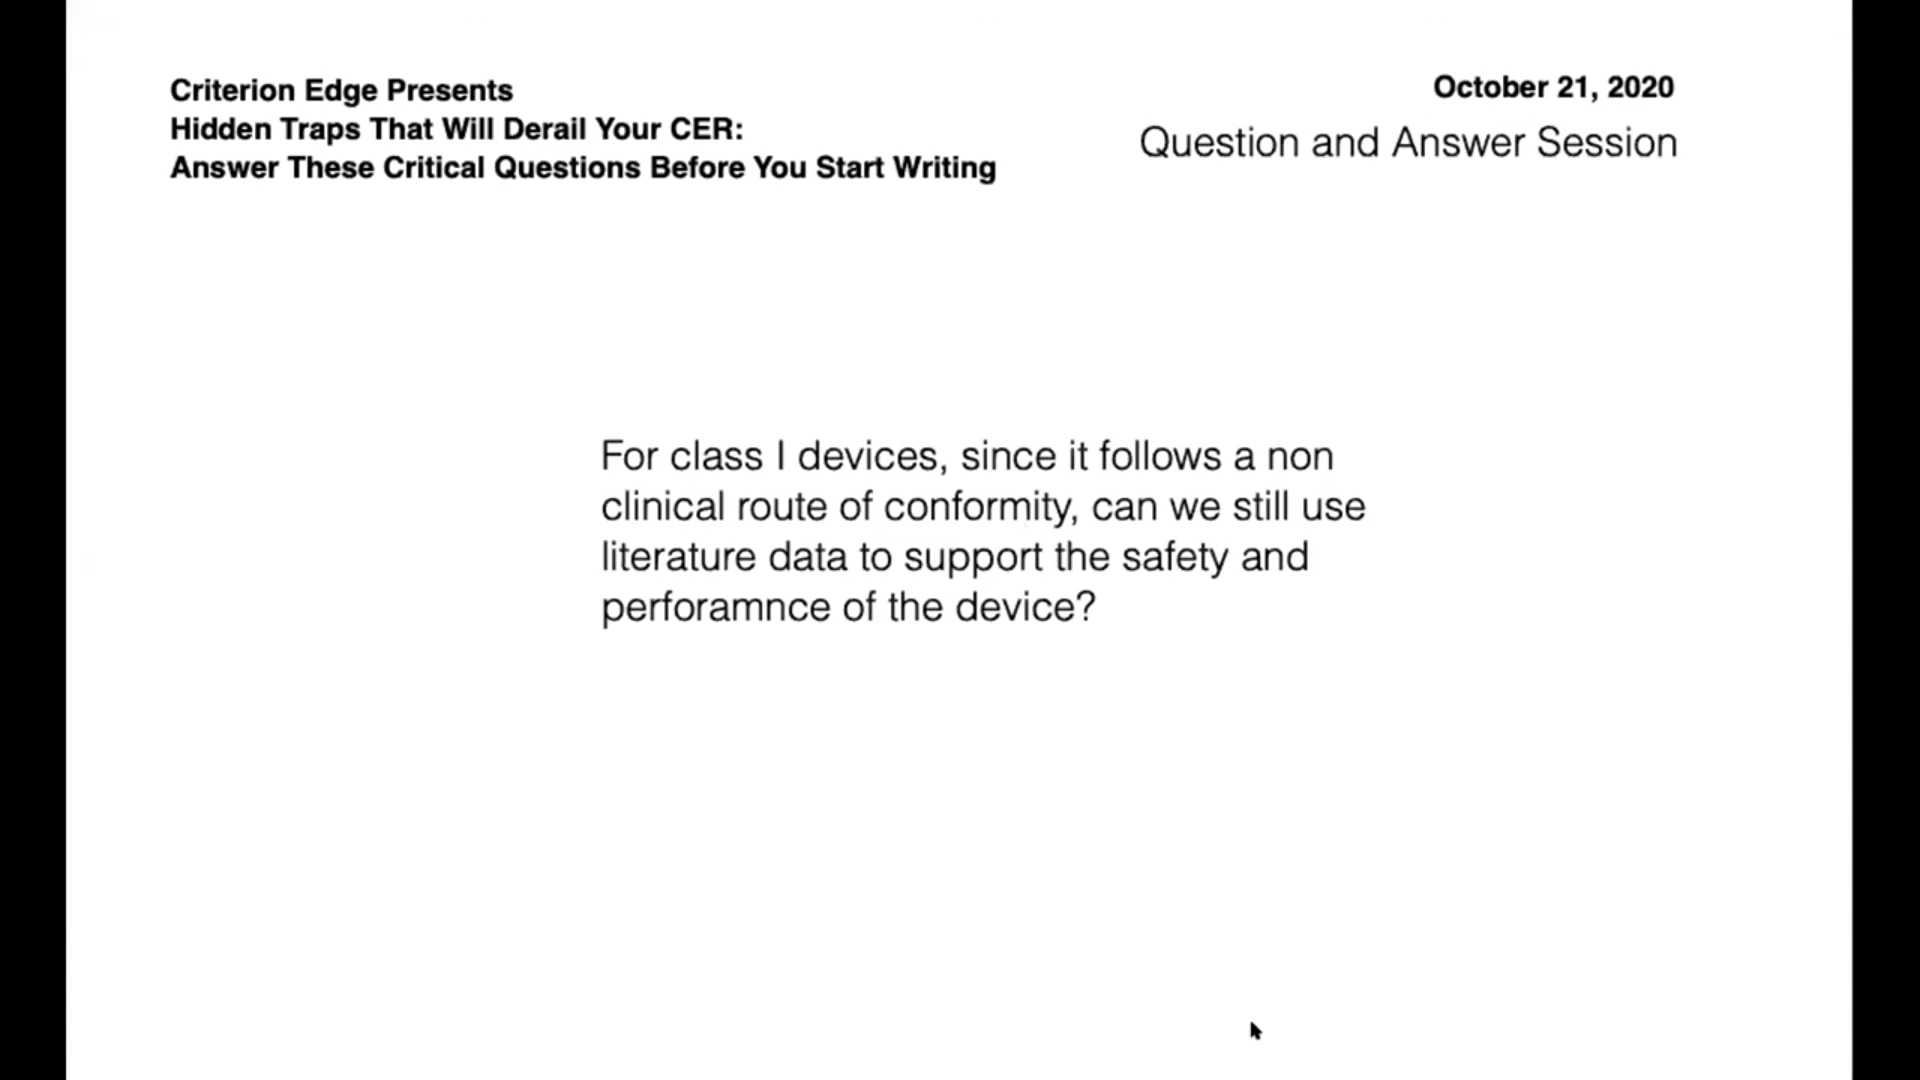 Criterion Edge Presents
Hidden Traps That Will Derail Your CER:
Answer These Critical Questions Before You Start Writing
October 21, 2020
Question and Answer Session
For class I devices, since it follows a non
clinical route of conformity, can we still use
literature data to support the safety and
perforamnce of the device?